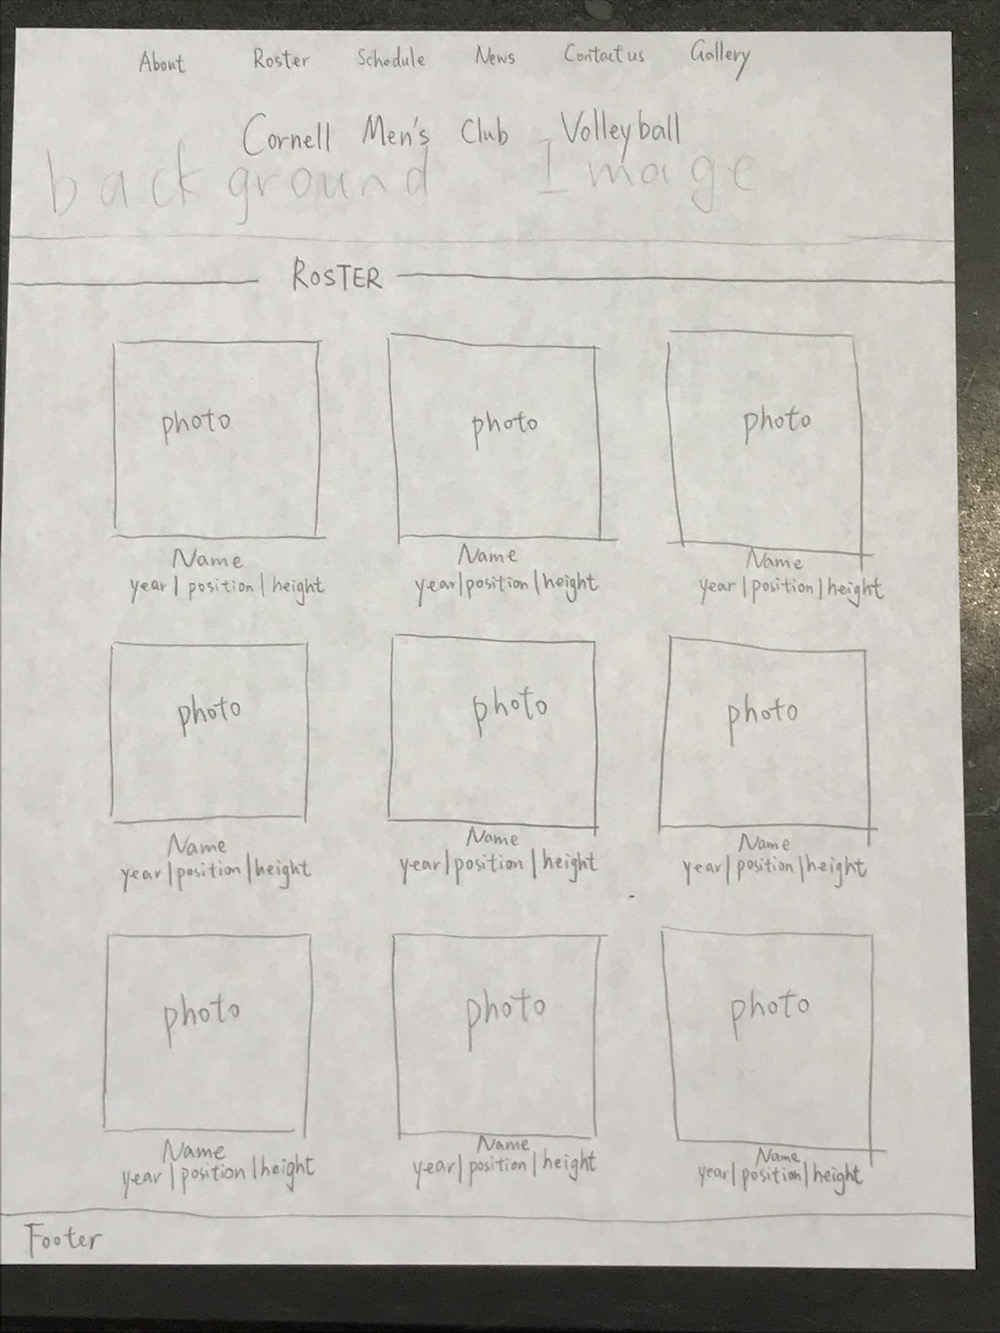 About Roster Schedule News Contact us Gallery
Cornell Men's Club Volleyball
background Image
ROSTER
photo photo photo
Name Name Name
year | position | height year | position | height year | position | height
photo photo photo
Name Name Name
year | position | height year | position | height year | position | height
photo photo photo
Name Name Name
year | position | height year | position | height year | position | height
Footer